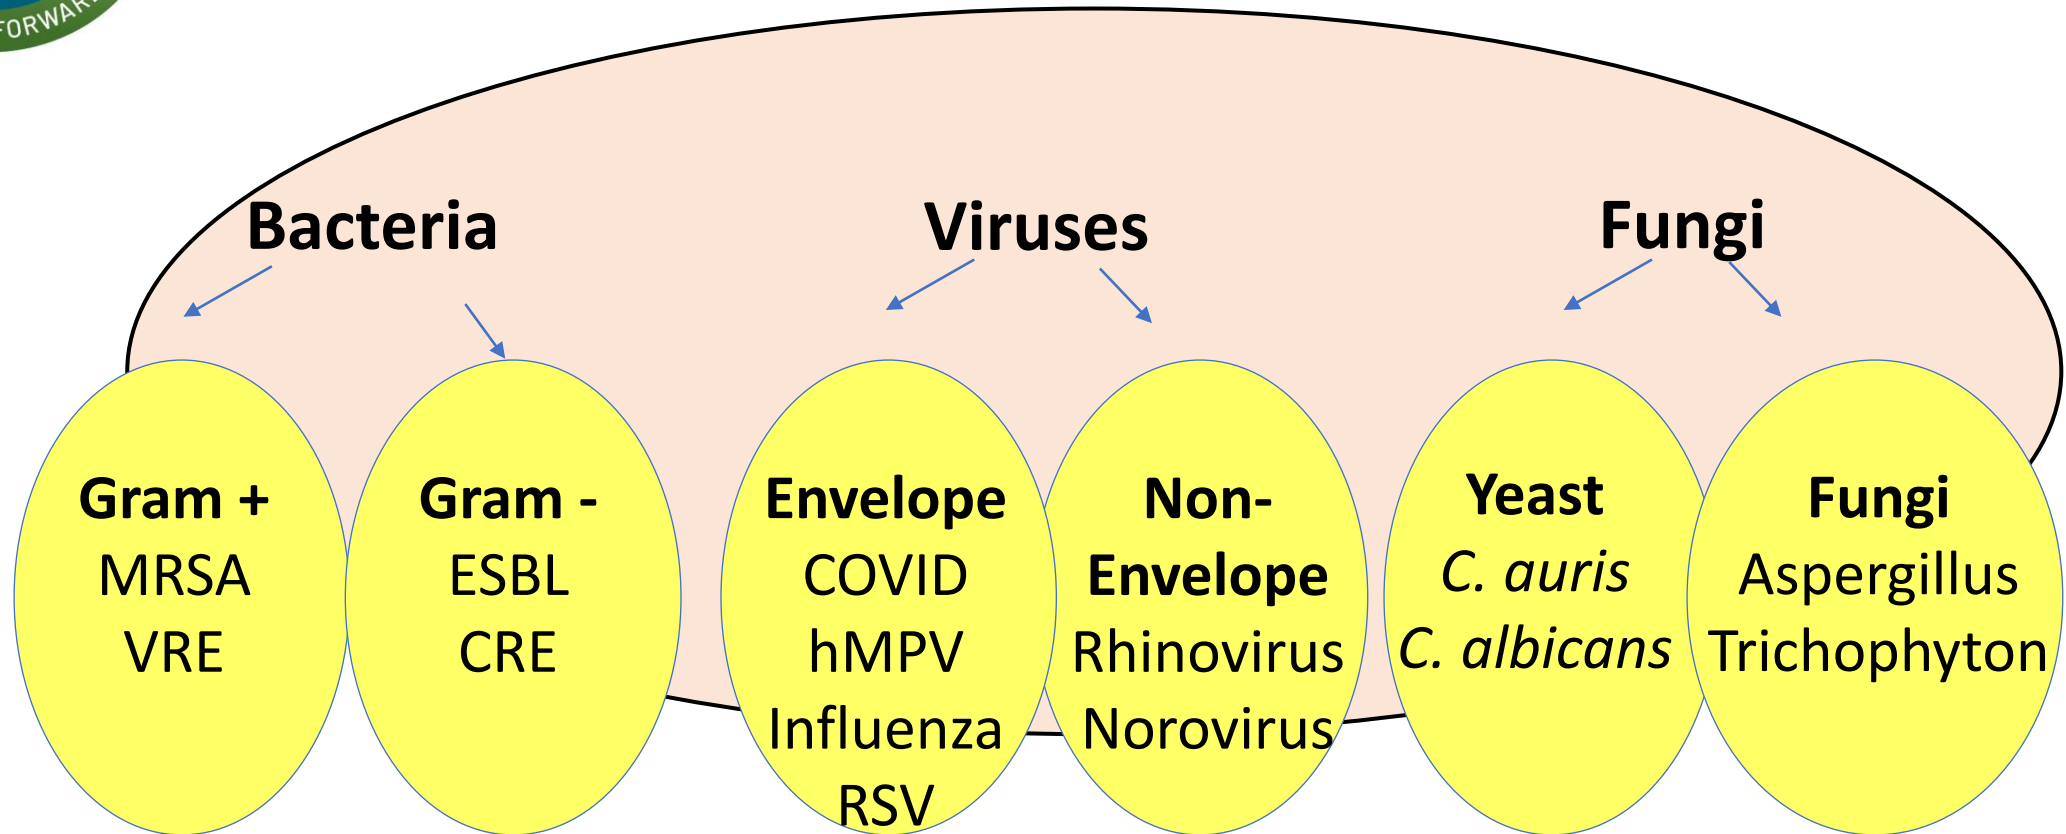 FORWARD
Bacteria
Viruses
Fungi
Gram +
MRSA
VRE
Gram -
ESBL
CRE
Envelope
COVID
hMPV
Influenza
RSV
Non-
Envelope
Rhinovirus
Norovirus
Yeast
C. auris
C. albicans
Fungi
Aspergillus
Trichophyton